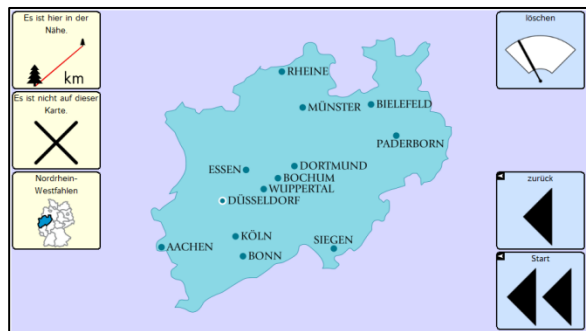 Es ist hier in der
Nähe.
km
Es ist nicht auf dieser
Karte.
Nordrhein-
Westfahlen
RHEINE
MÜNSTER
BIELEFELD
PADERBORN
ESSEN
DORTMUND
BOCHUM
WUPPERTAL
DÜSSELDORF
KÖLN
SIEGEN
AACHEN
BONN
löschen
zurück
Start